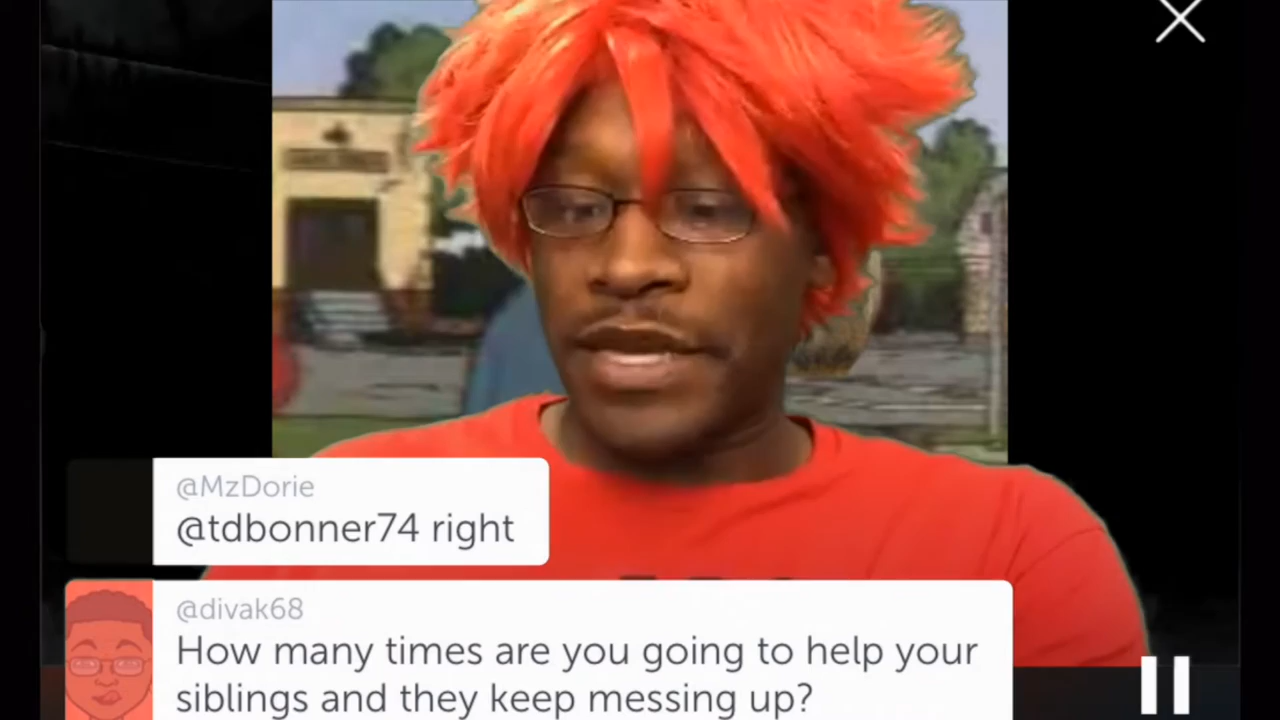 @MzDorie
@tdbonner74 right
@divak68
How many times are you going to help your
siblings and they keep messing up?